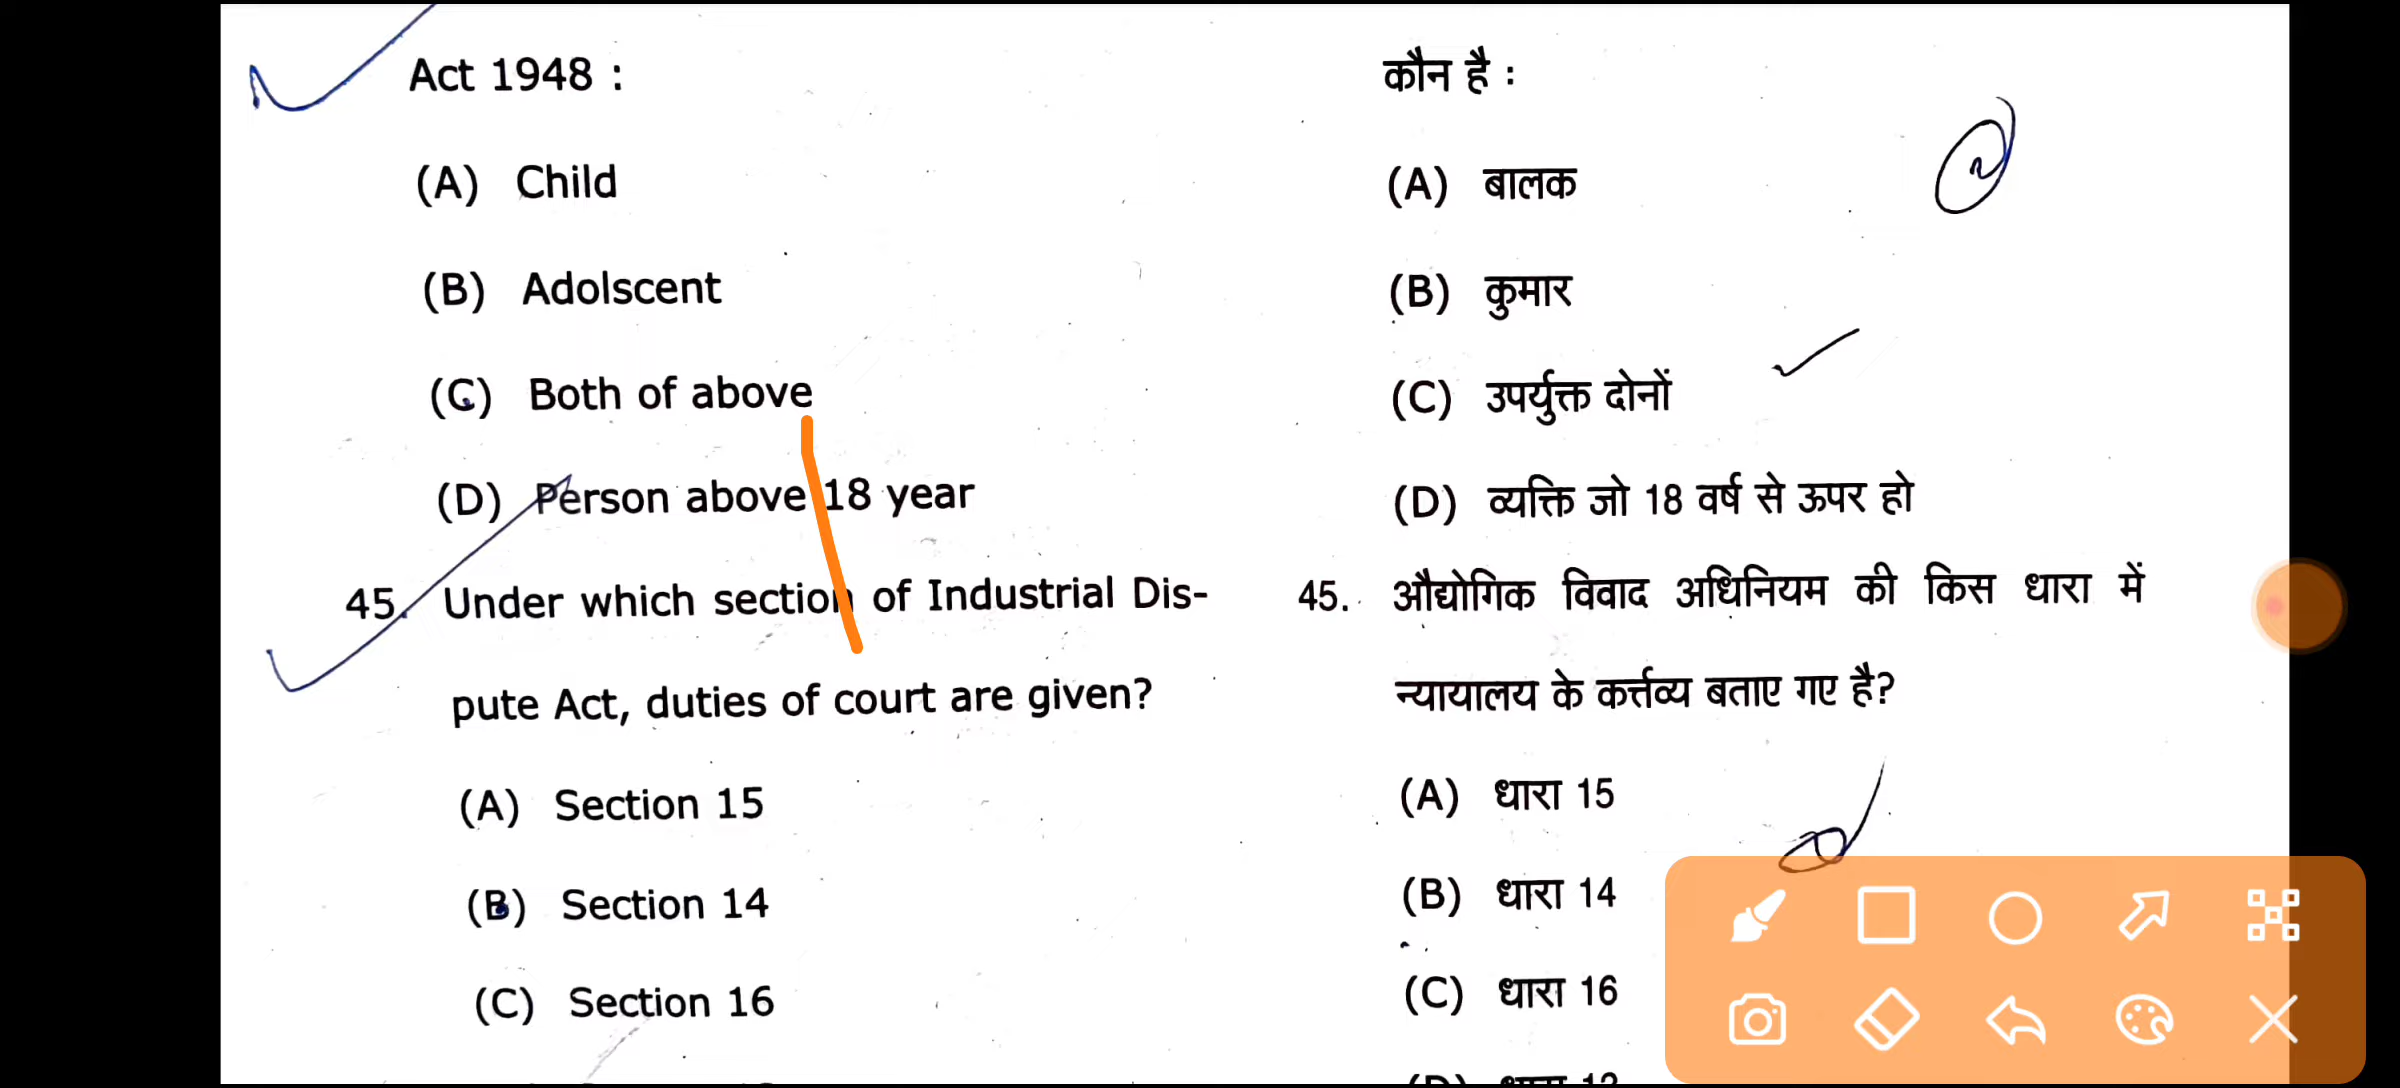 Act 1948 :
(A) Child
(B) Adolscent
(C) Both of above
(D) Person above 18 year
45. Under which section of Industrial Dis-
pute Act, duties of court are given?
(A) Section 15
(B) Section 14
(C) Section 16
कौन है :
(A) बालक
(B) कुमार
(C) उपर्युक्त दोनों
(D) व्यक्ति जो 18 वर्ष से ऊपर हो
45. औद्योगिक विवाद अधिनियम की किस धारा में
न्यायालय के कर्त्तव्य बताए गए है?
(A) धारा 15
(B) धारा 14
(C) धारा 16